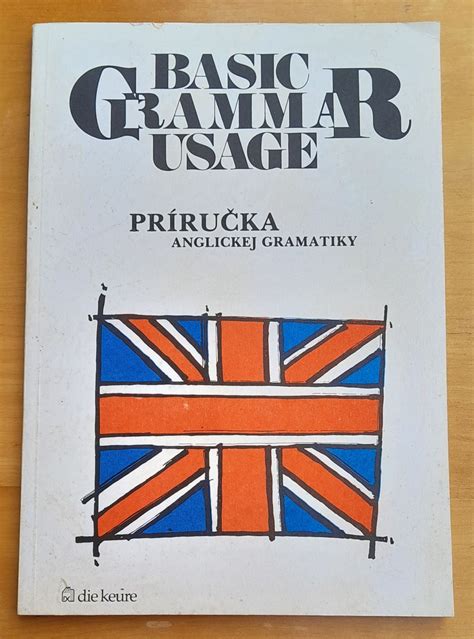 BASIC
GRAMMAR
USAGE
PRÍRUČKA
ANGLICKEJ GRAMATIKY
die keure